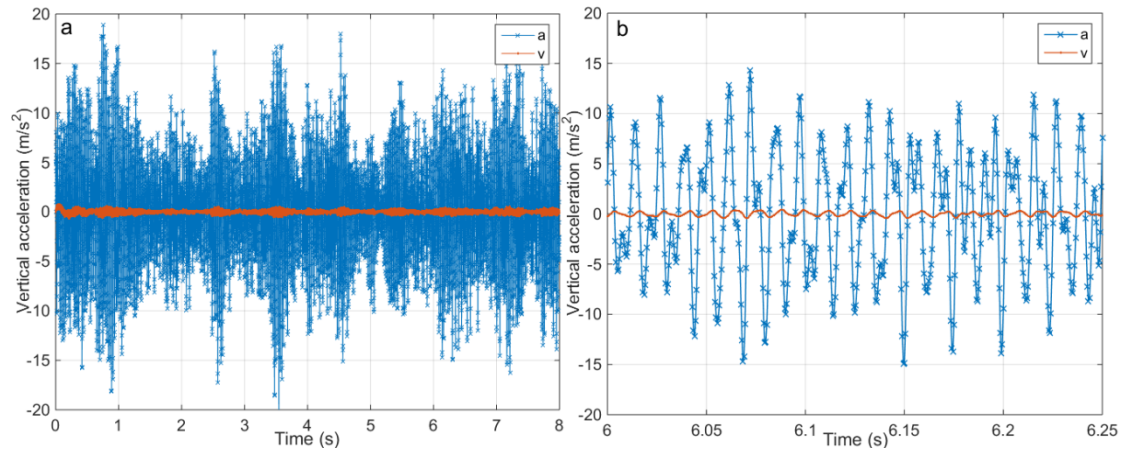 a
20
15
10
5
0
-5
-10
-15
-20
Vertical acceleration (m/s²)
0 1 2 3 4 5 6 7 8
Time (s)
a
v
b
20
15
10
5
0
-5
-10
-15
-20
Vertical acceleration (m/s²)
6 6.05 6.1 6.15 6.2 6.25
Time (s)
a
v